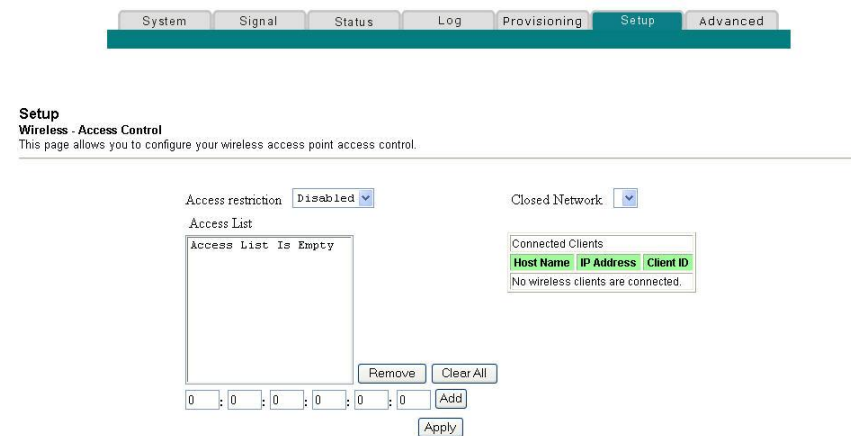 System Signal Status Log Provisioning Setup Advanced
Setup
Wireless - Access Control
This page allows you to configure your wireless access point access control.
Access restriction Disabled Closed Network
Access List
Access List Is Empty
Connected Clients
Host Name IP Address Client ID
No wireless clients are connected.
Remove Clear All
0 : 0 : 0 : 0 : 0 : 0 Add
Apply